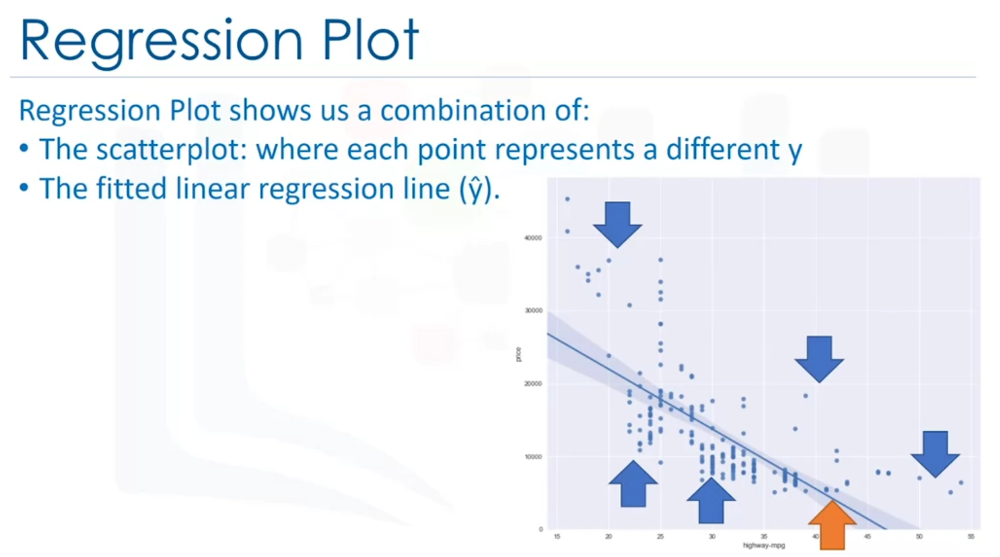 Regression Plot
Regression Plot shows us a combination of:
• The scatterplot: where each point represents a different y
• The fitted linear regression line (ŷ).
40000
30000
price
20000
10000
0
15 20 25 30 35 40 45 50 55
highway-mpg